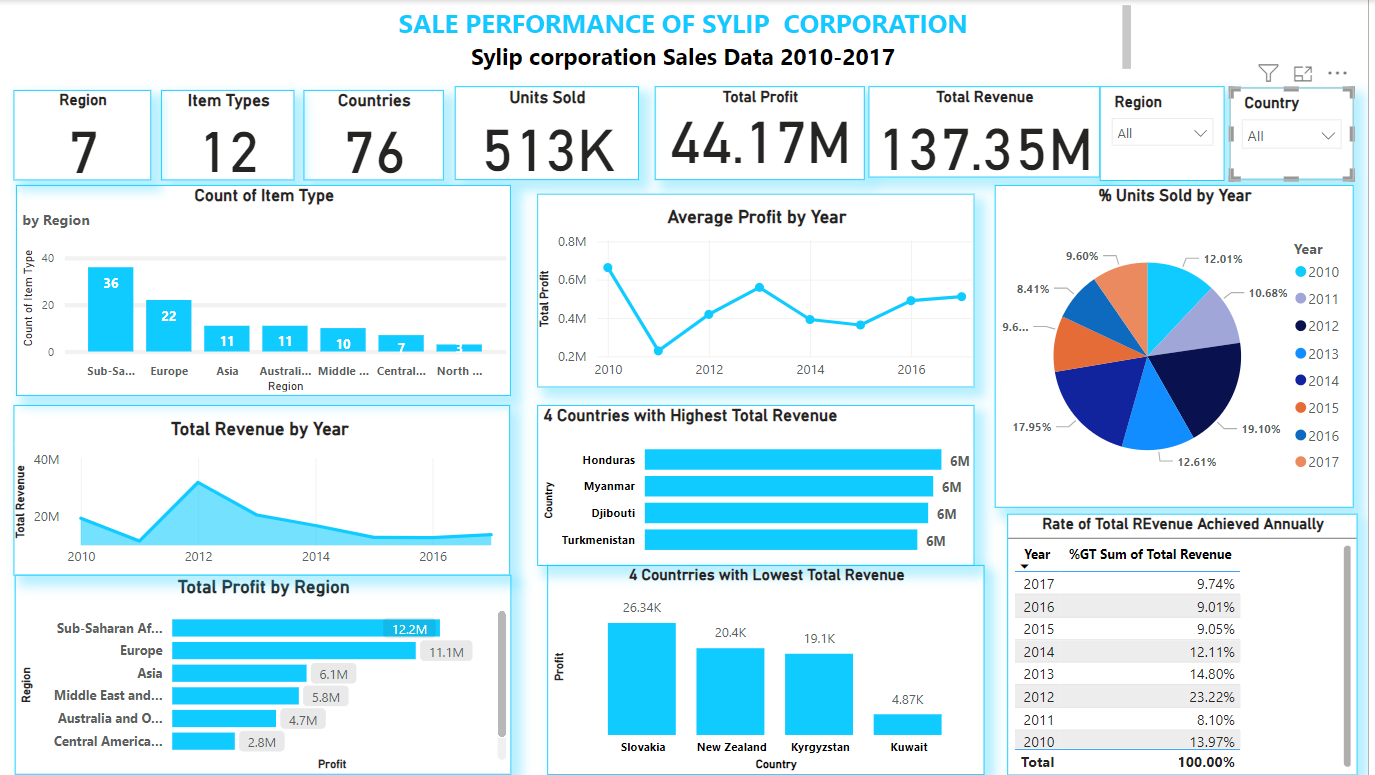 SALE PERFORMANCE OF SYLIP CORPORATION
Sylip corporation Sales Data 2010-2017
Region
7
Item Types
12
Countries
76
Units Sold
513K
Total Profit
44.17M
Total Revenue
137.35M
Region
All
Country
All
Count of Item Type
by Region
Count of Item Type
40
20
0
36
22
11
11
10
7
3
Sub-Sa...
Europe
Asia
Australi...
Middle ...
Central...
North ...
Region
Average Profit by Year
Total Profit
0.8M
0.6M
0.4M
0.2M
2010
2012
2014
2016
% Units Sold by Year
12.01%
10.68%
19.10%
12.61%
17.95%
9.6...
8.41%
9.60%
Year
2010
2011
2012
2013
2014
2015
2016
2017
Total Revenue by Year
Total Revenue
40M
20M
2010
2012
2014
2016
4 Countries with Highest Total Revenue
Country
Honduras 6M
Myanmar 6M
Djibouti 6M
Turkmenistan 6M
Rate of Total REvenue Achieved Annually
Year %GT Sum of Total Revenue
2017 9.74%
2016 9.01%
2015 9.05%
2014 12.11%
2013 14.80%
2012 23.22%
2011 8.10%
2010 13.97%
Total 100.00%
Total Profit by Region
Region
Sub-Saharan Af... 12.2M
Europe 11.1M
Asia 6.1M
Middle East and... 5.8M
Australia and O... 4.7M
Central America... 2.8M
Profit
4 Countrries with Lowest Total Revenue
Profit
26.34K
20.4K
19.1K
4.87K
Slovakia
New Zealand
Kyrgyzstan
Kuwait
Country